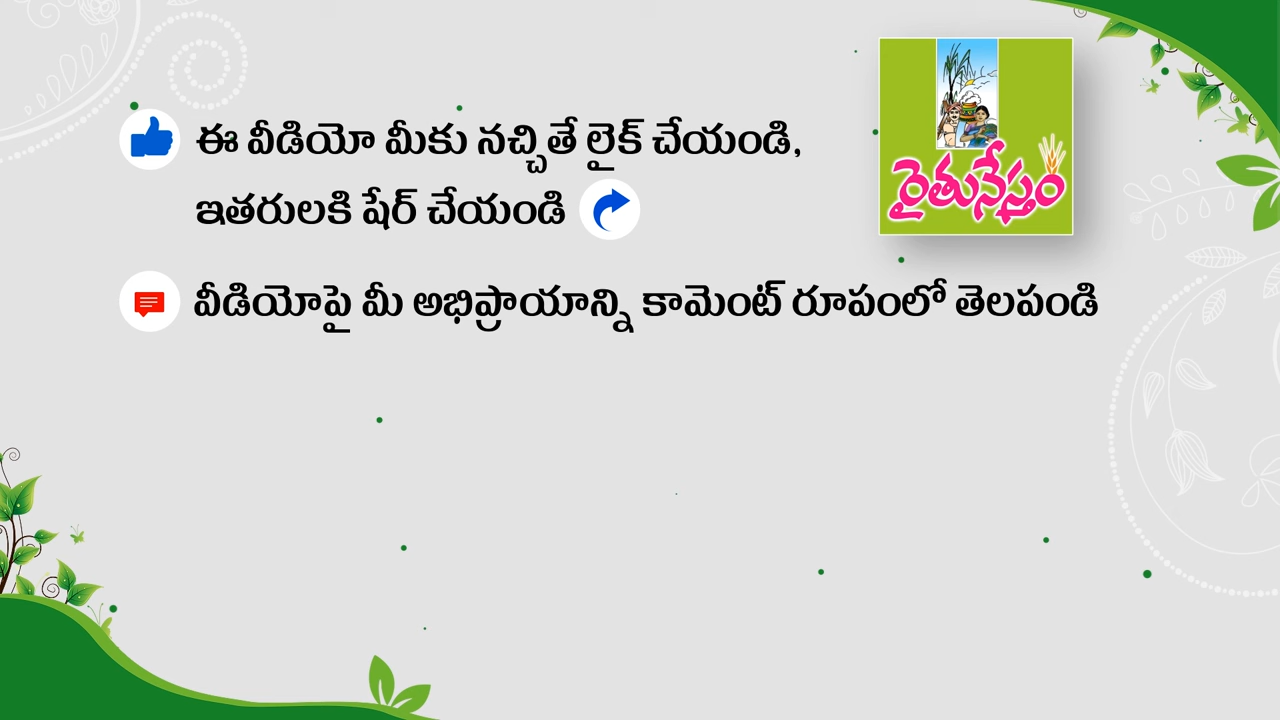 ఈ వీడియో మీకు నచ్చితే లైక్ చేయండి,
ఇతరులకి షేర్ చేయండి
రైతునేస్తం
వీడియోపై మీ అభిప్రాయాన్ని కామెంట్ రూపంలో తెలపండి